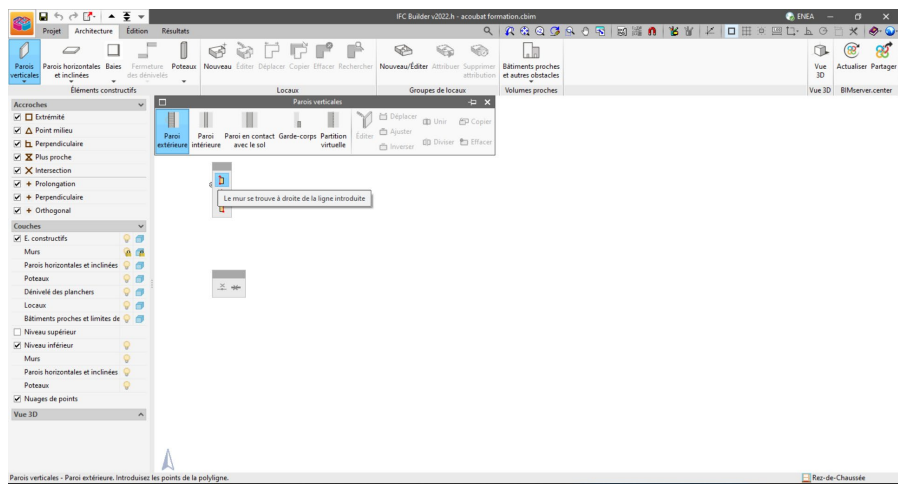 IFC Builder v2022.h - acoubat formation.cbim
ENEA
Projet Architecture Edition Résultats
Parois verticales
Parois horizontales et inclinées
Baies
Fermeture des dénivelés
Poteaux
Nouveau Éditer Déplacer Copier Effacer Rechercher
Nouveau/Éditer Attribuer Supprimer attribution
Bâtiments proches et autres obstacles
Vue 3D
Actualiser Partager
Éléments constructifs
Locaux
Groupes de locaux
Volumes proches
Vue 3D
BIMserver.center
Accroches
Extrémité
Point milieu
Perpendiculaire
Plus proche
Intersection
Prolongation
Perpendiculaire
Orthogonal
Couches
E. constructifs
Murs
Parois horizontales et inclinées
Poteaux
Dénivelé des planchers
Locaux
Bâtiments proches et limites de
Niveau supérieur
Niveau inférieur
Murs
Parois horizontales et inclinées
Poteaux
Nuages de points
Vue 3D
Parois verticales
Paroi extérieure
Paroi intérieure
Paroi en contact avec le sol
Garde-corps
Partition virtuelle
Éditer
Déplacer
Ajuster
Inverser
Unir
Diviser
Copier
Effacer
Le mur se trouve à droite de la ligne introduite
Parois verticales - Paroi extérieure. Introduisez les points de la polyligne.
Rez-de-Chaussée